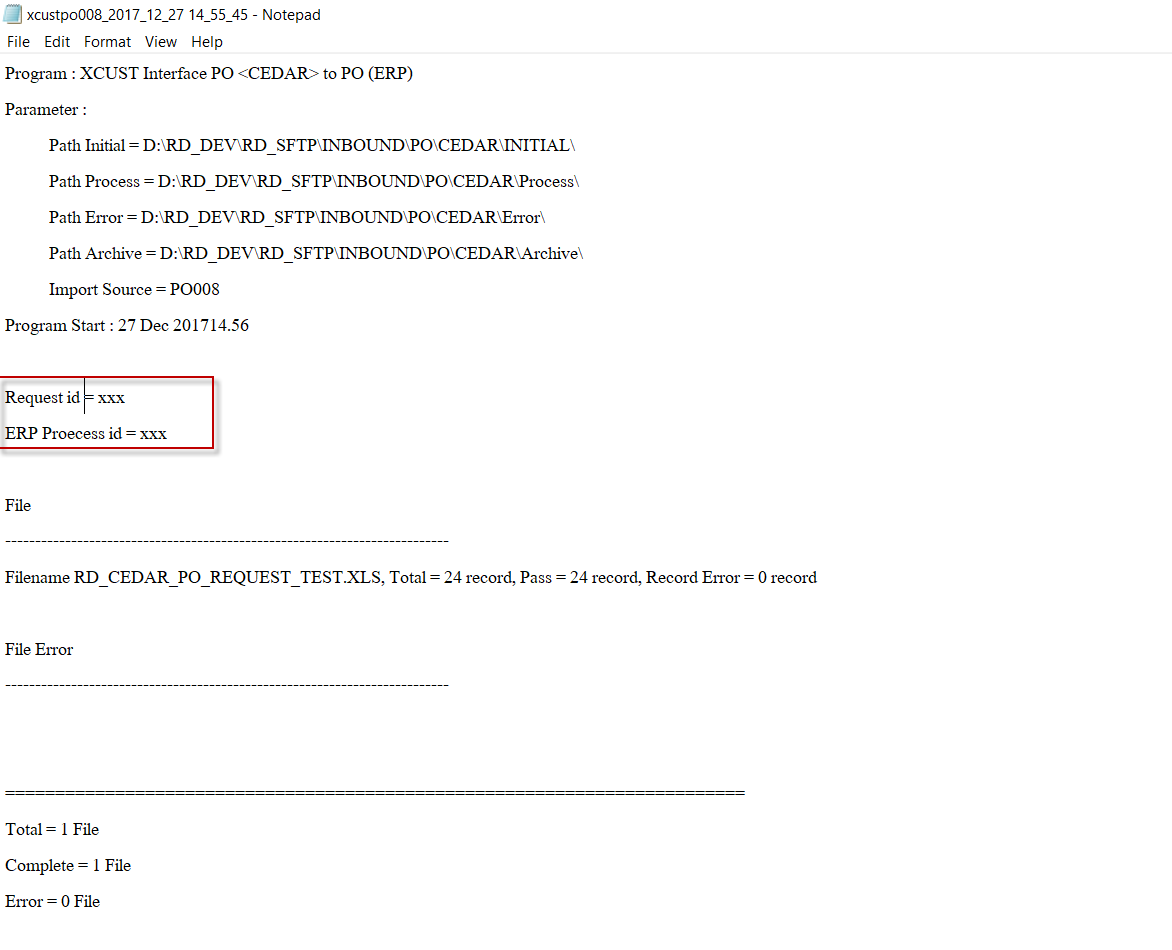 xcustpo008_2017_12_27 14_55_45 - Notepad
File Edit Format View Help
Program : XCUST Interface PO <CEDAR> to PO (ERP)
Parameter :
Path Initial = D:\RD_DEV\RD_SFTP\INBOUND\PO\CEDAR\INITIAL\
Path Process = D:\RD_DEV\RD_SFTP\INBOUND\PO\CEDAR\Process\
Path Error = D:\RD_DEV\RD_SFTP\INBOUND\PO\CEDAR\Error\
Path Archive = D:\RD_DEV\RD_SFTP\INBOUND\PO\CEDAR\Archive\
Import Source = PO008
Program Start : 27 Dec 201714.56
Request id = xxx
ERP Proecess id = xxx
File
--------------------------------------------------------------------------
Filename RD_CEDAR_PO_REQUEST_TEST.XLS, Total = 24 record, Pass = 24 record, Record Error = 0 record
File Error
--------------------------------------------------------------------------
==========================================================================
Total = 1 File
Complete = 1 File
Error = 0 File